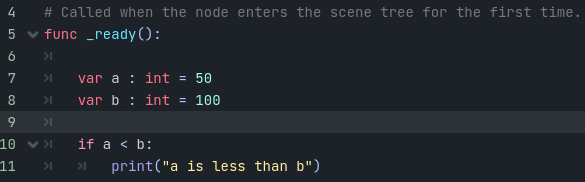 4 # Called when the node enters the scene tree for the first time.
5 func _ready():
6
7 var a : int = 50
8 var b : int = 100
9
10 if a < b:
11 print("a is less than b")